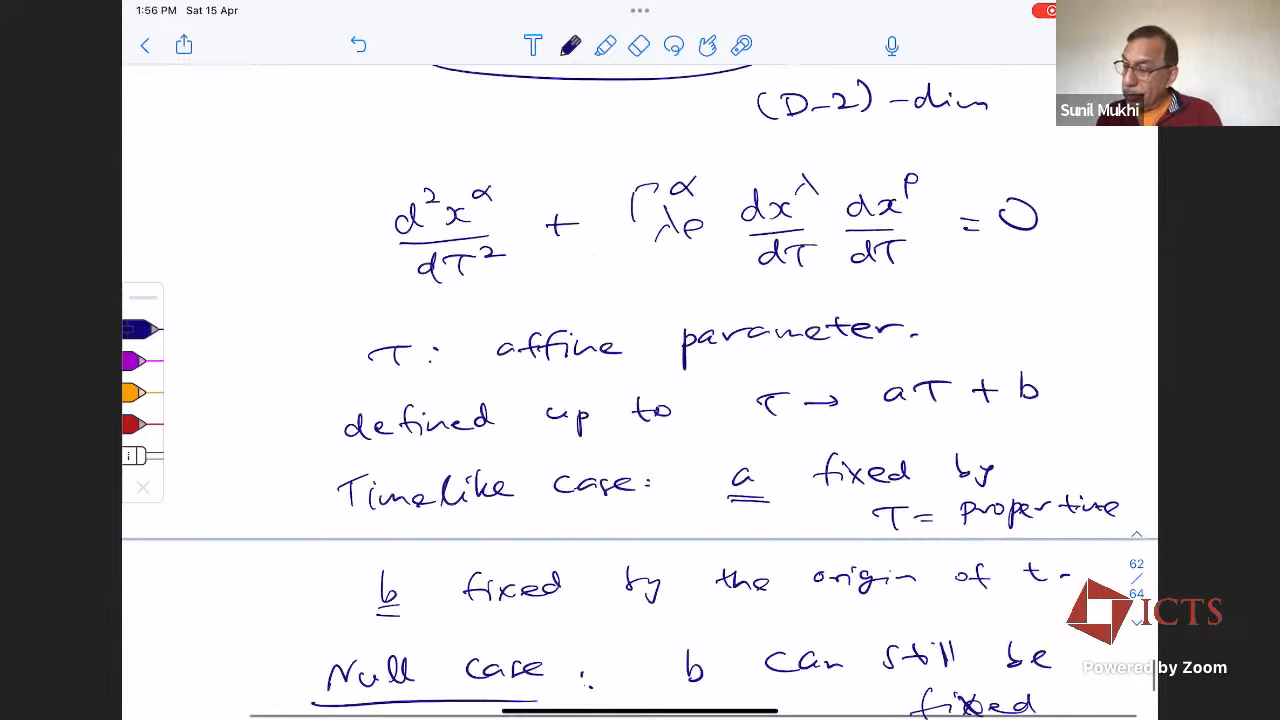 1:56 PM Sat 15 Apr
Sunil Mukhi
(D-2)-dim
d²x^α/dτ² + Γ^α_λρ dx^λ/dτ dx^ρ/dτ = 0
τ: affine parameter.
defined up to τ → aτ + b
Timelike case: a fixed by
τ = proper time
b fixed by the origin of t.
62
/
64
ICTS
Null case: b can still be
fixed
Powered by Zoom